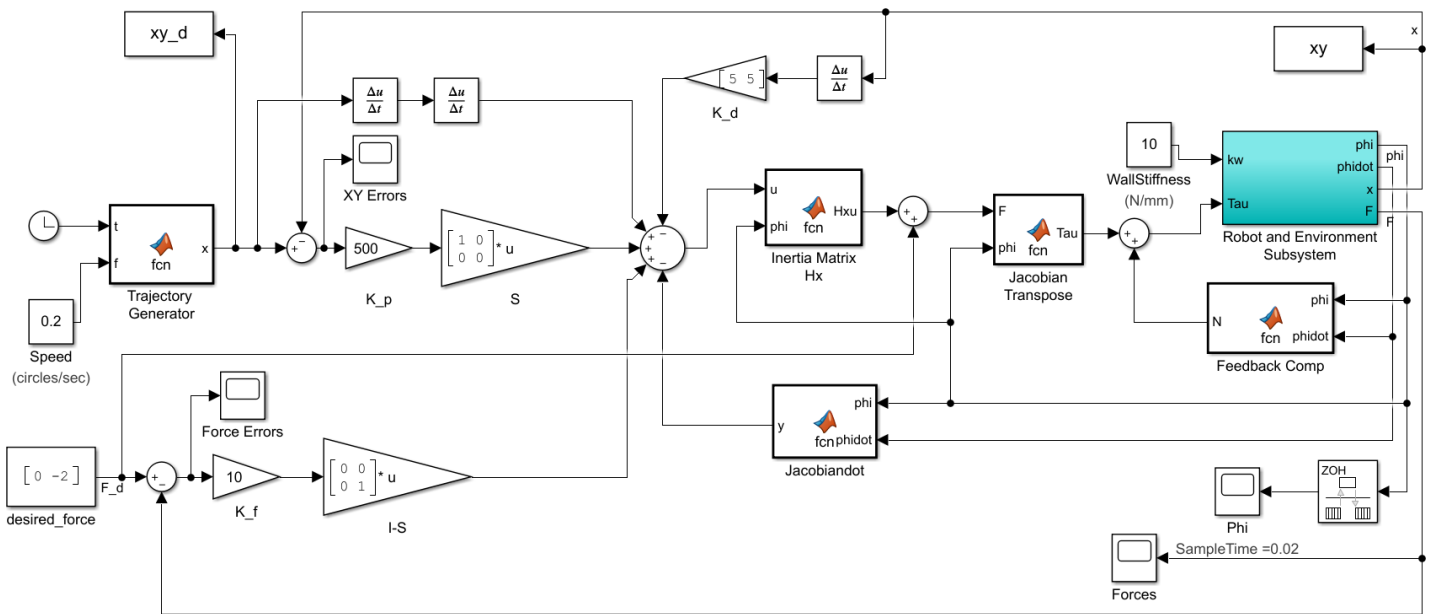 xy_d
x
xy
Δu
Δt
Δu
Δt
[5 5]
K_d
Δu
Δt
XY Errors
10
WallStiffness
(N/mm)
kw
Tau
phi
phidot
x
F
phi
F
Robot and Environment
Subsystem
t
f
fcn
x
Trajectory
Generator
0.2
Speed
(circles/sec)
+ −
500
K_p
[1 0
0 0] * u
S
− −
+
+
+ −
u
phi
fcn
Hxu
Inertia Matrix
Hx
+ +
F
phi
fcn
Tau
Jacobian
Transpose
+ +
N
fcn
phi
phidot
Feedback Comp
Force Errors
y
fcn
phi
phidot
Jacobiandot
[0 −2]
F_d
desired_force
+ −
10
K_f
[0 0
0 1] * u
I-S
Phi
ZOH
SampleTime =0.02
Forces